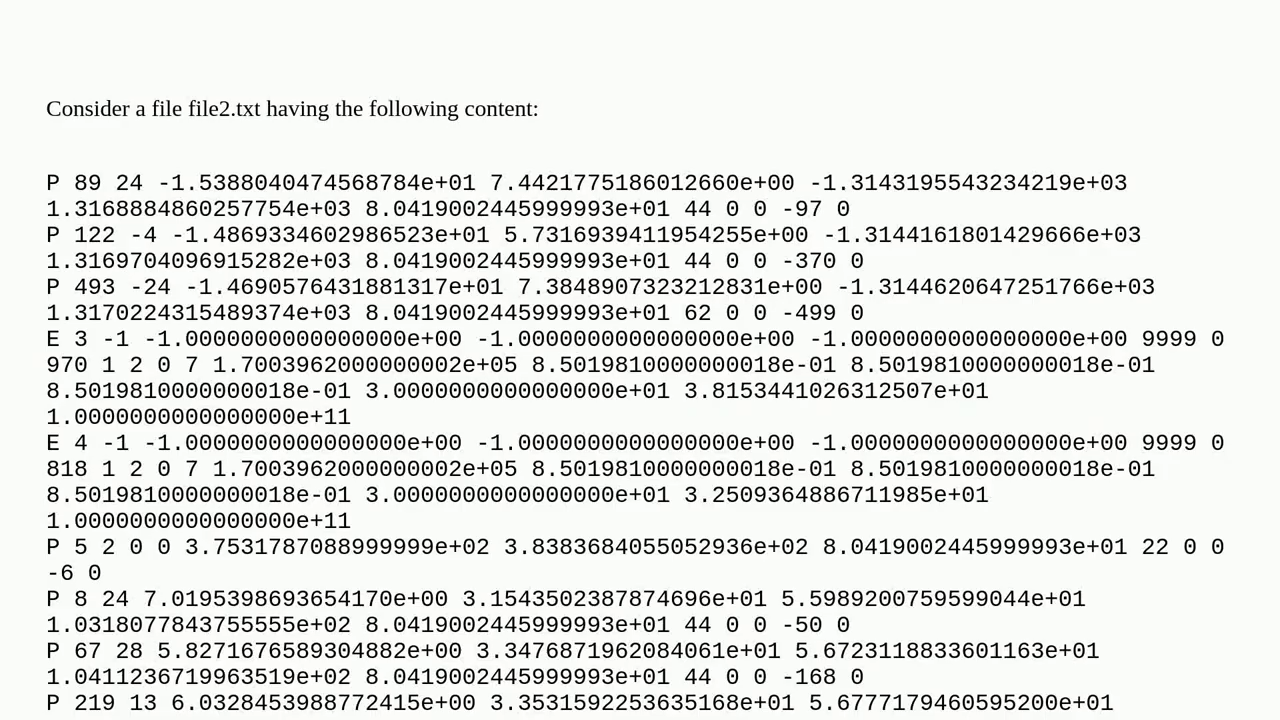 Consider a file file2.txt having the following content:
P 89 24 -1.5388040474568784e+01 7.4421775186012660e+00 -1.3143195543234219e+03
1.3168884860257754e+03 8.0419002445999993e+01 44 0 0 -97 0
P 122 -4 -1.4869334602986523e+01 5.7316939411954255e+00 -1.3144161801429666e+03
1.3169704096915282e+03 8.0419002445999993e+01 44 0 0 -370 0
P 493 -24 -1.4690576431881317e+01 7.3848907323212831e+00 -1.3144620647251766e+03
1.3170224315489374e+03 8.0419002445999993e+01 62 0 0 -499 0
E 3 -1 -1.0000000000000000e+00 -1.0000000000000000e+00 -1.0000000000000000e+00 9999 0
970 1 2 0 7 1.7003962000000002e+05 8.5019810000000018e-01 8.5019810000000018e-01
8.5019810000000018e-01 3.0000000000000000e+01 3.8153441026312507e+01
1.0000000000000000e+11
E 4 -1 -1.0000000000000000e+00 -1.0000000000000000e+00 -1.0000000000000000e+00 9999 0
818 1 2 0 7 1.7003962000000002e+05 8.5019810000000018e-01 8.5019810000000018e-01
8.5019810000000018e-01 3.0000000000000000e+01 3.2509364886711985e+01
1.0000000000000000e+11
P 5 2 0 0 3.7531787088999999e+02 3.8383684055052936e+02 8.0419002445999993e+01 22 0 0
-6 0
P 8 24 7.0195398693654170e+00 3.1543502387874696e+01 5.5989200759599044e+01
1.0318077843755555e+02 8.0419002445999993e+01 44 0 0 -50 0
P 67 28 5.8271676589304882e+00 3.3476871962084061e+01 5.6723118833601163e+01
1.0411236719963519e+02 8.0419002445999993e+01 44 0 0 -168 0
P 219 13 6.0328453988772415e+00 3.3531592253635168e+01 5.6777179460595200e+01